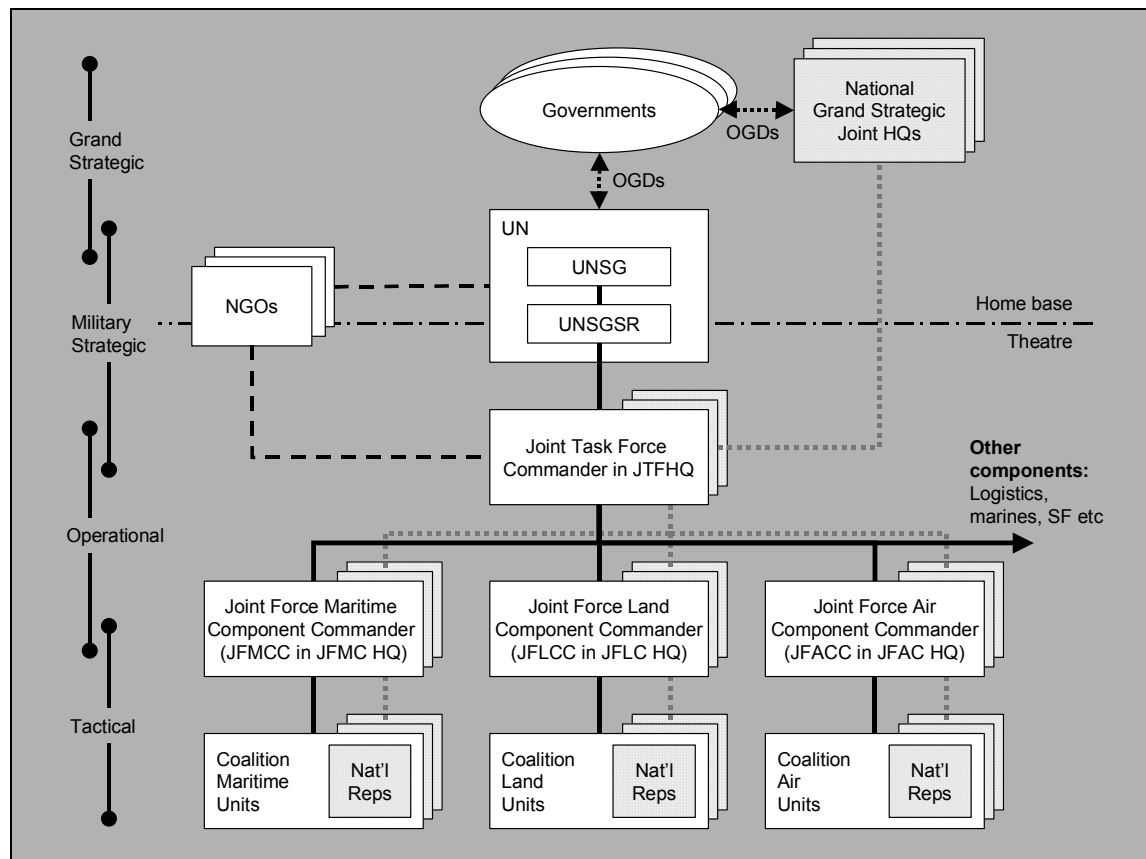 National
Grand Strategic
Joint HQs
Governments
OGDs
OGDs
Grand
Strategic
UN
UNSG
NGOs
UNSGSR
Military
Strategic
Home base
Theatre
Joint Task Force
Commander in JTFHQ
Other
components:
Logistics,
marines, SF etc
Operational
Joint Force Maritime
Component Commander
(JFMCC in JFMC HQ)
Joint Force Land
Component Commander
(JFLCC in JFLC HQ)
Joint Force Air
Component Commander
(JFACC in JFAC HQ)
Tactical
Coalition
Maritime
Units
Nat'l
Reps
Coalition
Land
Units
Nat'l
Reps
Coalition
Air
Units
Nat'l
Reps